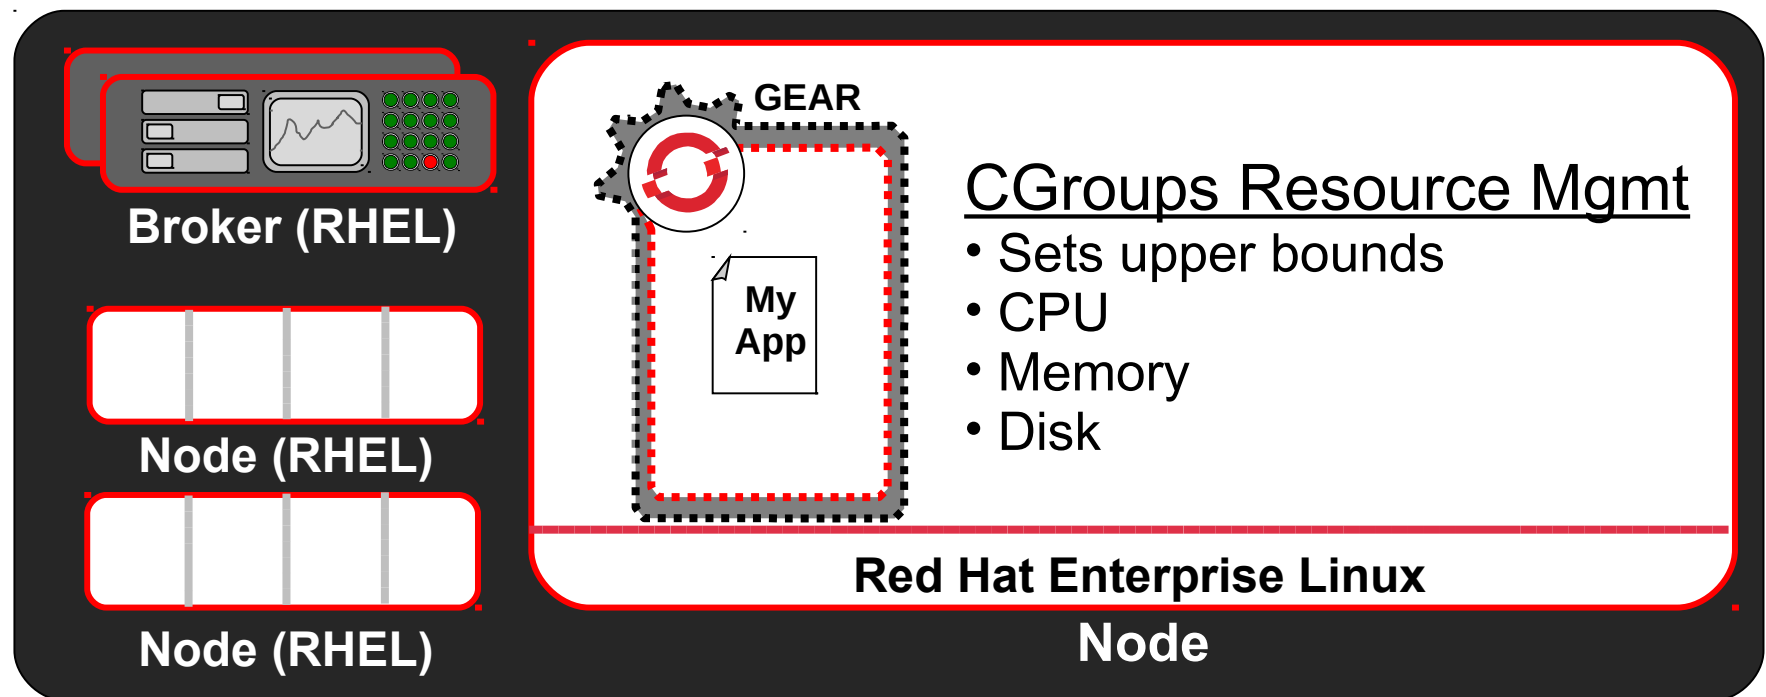 Broker (RHEL)
Node (RHEL)
Node (RHEL)
GEAR
My
App
CGroups Resource Mgmt
• Sets upper bounds
• CPU
• Memory
• Disk
Red Hat Enterprise Linux
Node